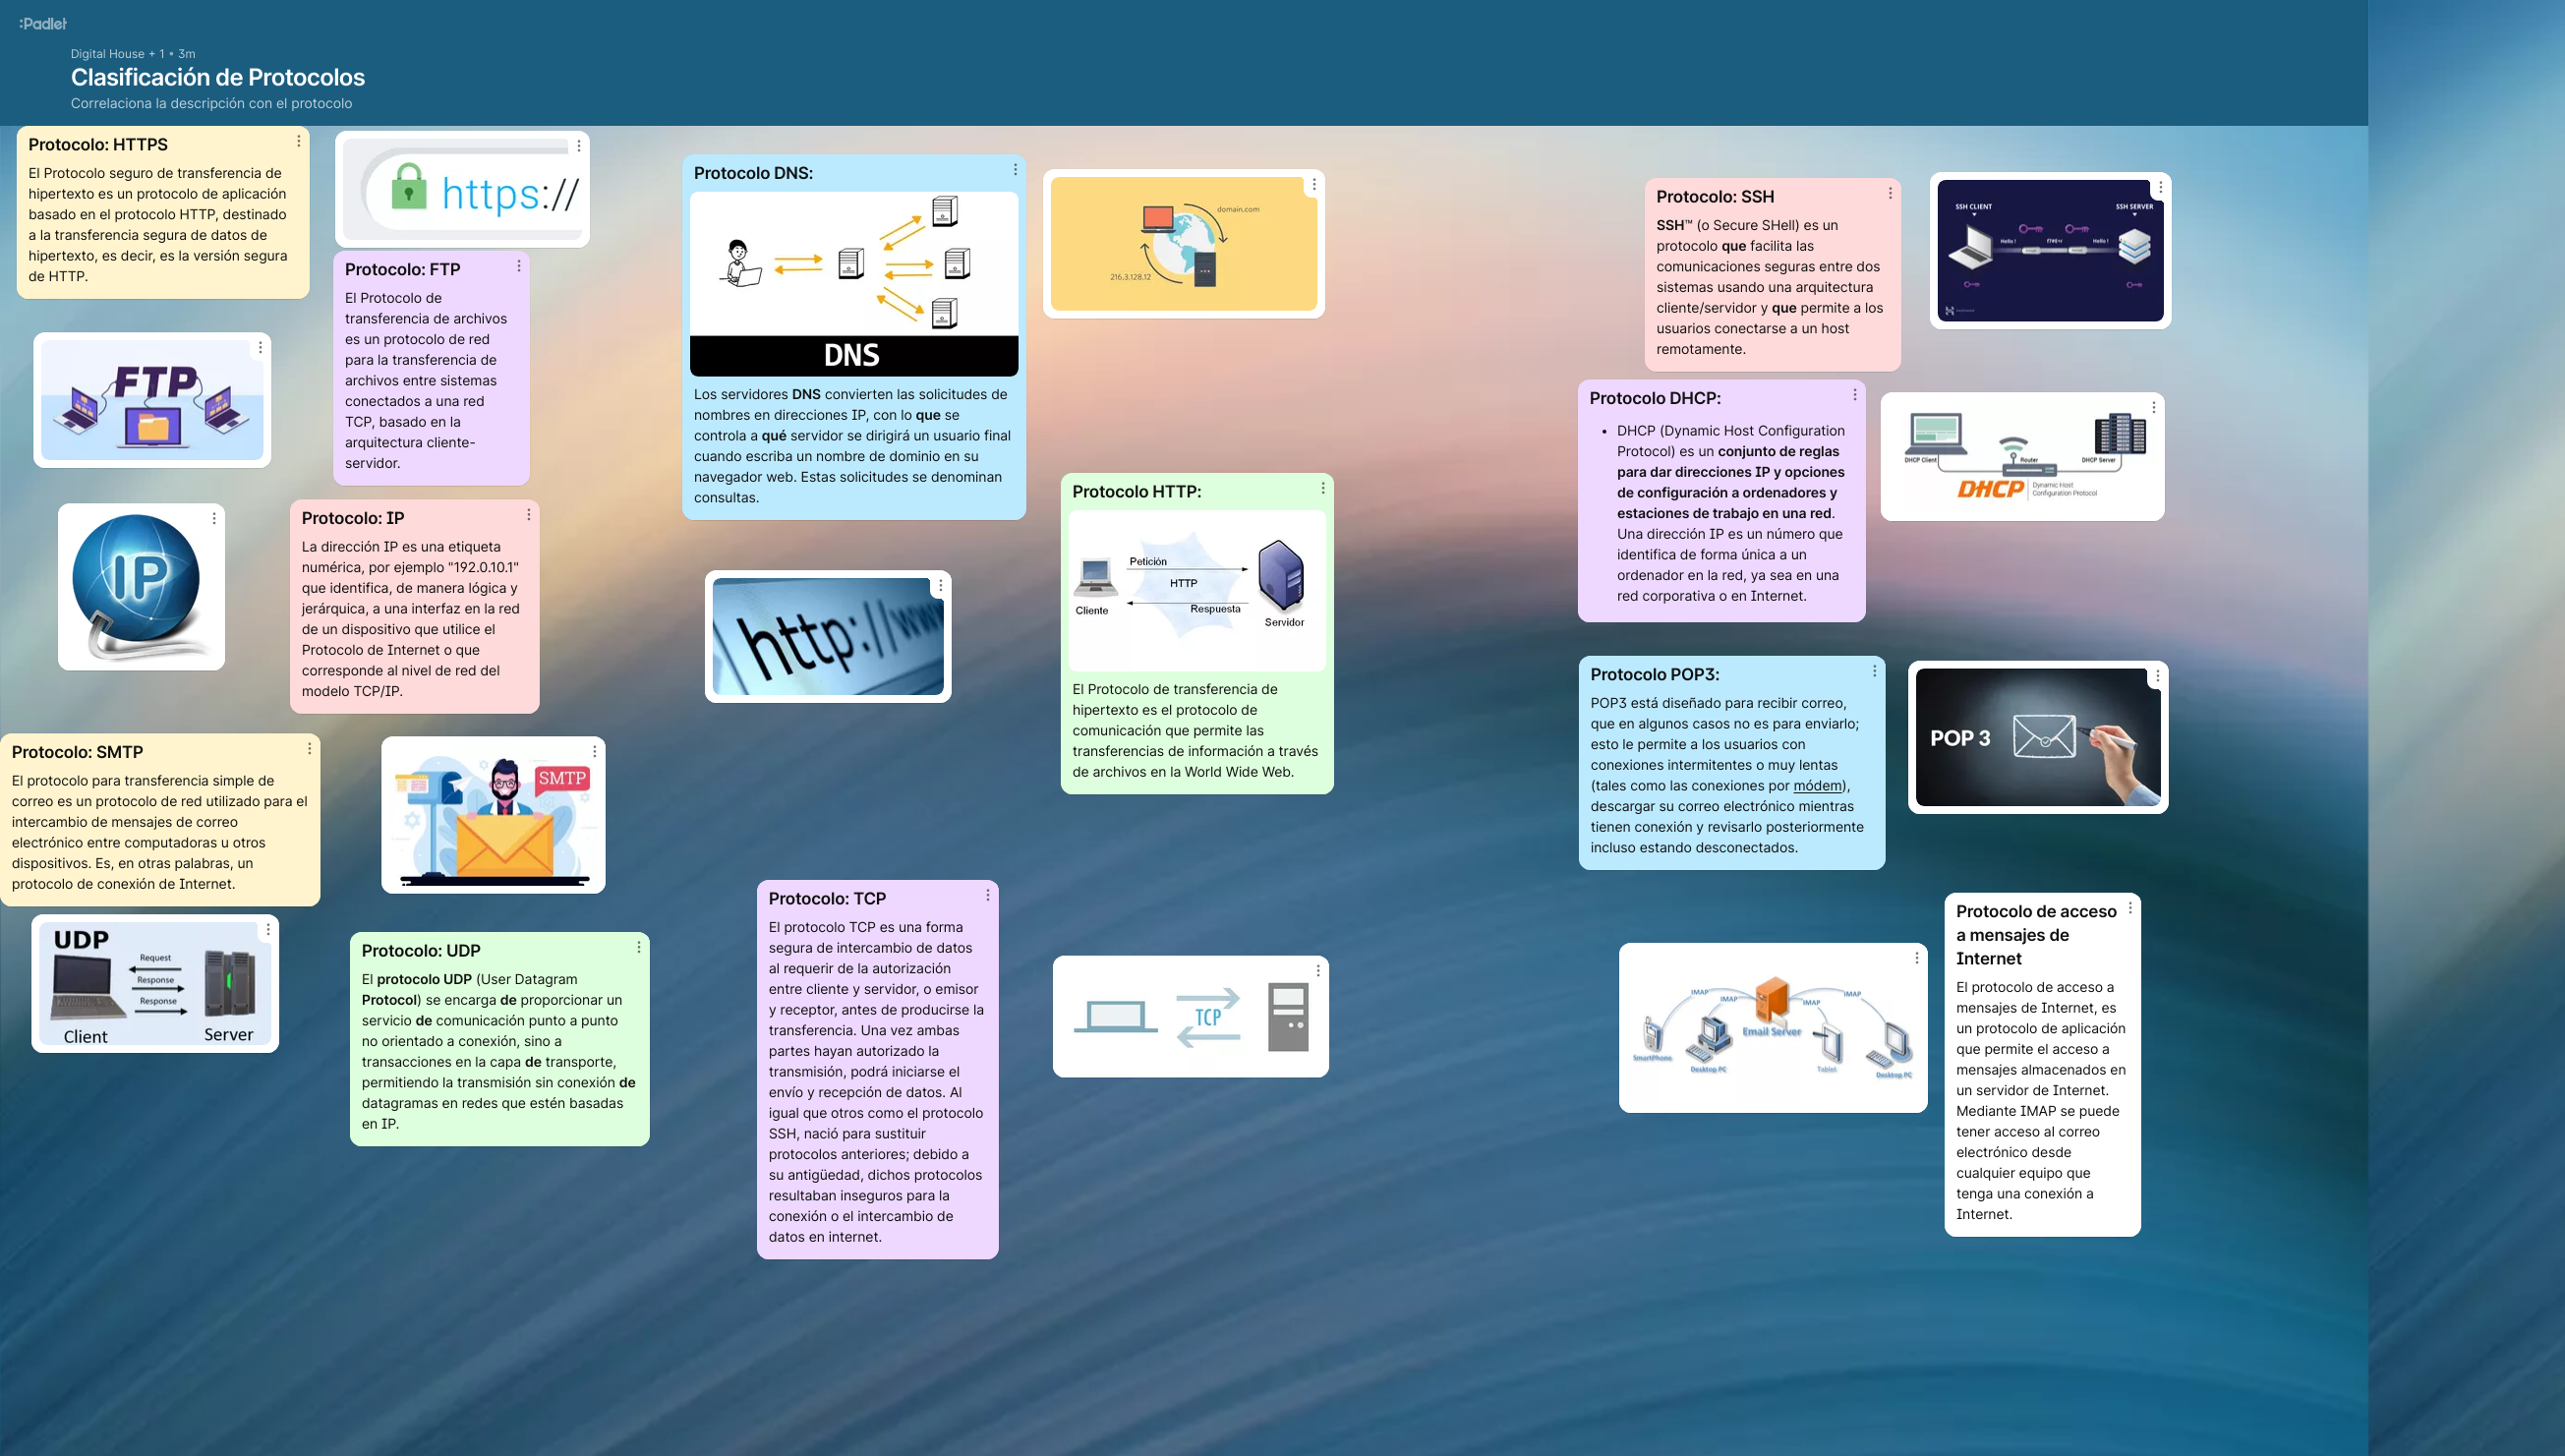 :Padlet
Digital House + 1 • 3m
Clasificación de Protocolos
Correlaciona la descripción con el protocolo
Protocolo: HTTPS
El Protocolo seguro de transferencia de
hipertexto es un protocolo de aplicación
basado en el protocolo HTTP, destinado
a la transferencia segura de datos de
hipertexto, es decir, es la versión segura
de HTTP.
https://
Protocolo: FTP
El Protocolo de
transferencia de archivos
es un protocolo de red
para la transferencia de
archivos entre sistemas
conectados a una red
TCP, basado en la
arquitectura cliente-
servidor.
FTP
IP
Protocolo: IP
La dirección IP es una etiqueta
numérica, por ejemplo "192.0.10.1"
que identifica, de manera lógica y
jerárquica, a una interfaz en la red
de un dispositivo que utilice el
Protocolo de Internet o que
corresponde al nivel de red del
modelo TCP/IP.
Protocolo: SMTP
El protocolo para transferencia simple de
correo es un protocolo de red utilizado para el
intercambio de mensajes de correo
electrónico entre computadoras u otros
dispositivos. Es, en otras palabras, un
protocolo de conexión de Internet.
SMTP
UDP
Request
Response
Response
Client
Server
Protocolo: UDP
El protocolo UDP (User Datagram
Protocol) se encarga de proporcionar un
servicio de comunicación punto a punto
no orientado a conexión, sino a
transacciones en la capa de transporte,
permitiendo la transmisión sin conexión de
datagramas en redes que estén basadas
en IP.
Protocolo DNS:
DNS
Los servidores DNS convierten las solicitudes de
nombres en direcciones IP, con lo que se
controla a qué servidor se dirigirá un usuario final
cuando escriba un nombre de dominio en su
navegador web. Estas solicitudes se denominan
consultas.
domain.com
216.3.128.12
http://www
Protocolo HTTP:
Petición
HTTP
Respuesta
Cliente
Servidor
El Protocolo de transferencia de
hipertexto es el protocolo de
comunicación que permite las
transferencias de información a través
de archivos en la World Wide Web.
Protocolo: TCP
El protocolo TCP es una forma
segura de intercambio de datos
al requerir de la autorización
entre cliente y servidor, o emisor
y receptor, antes de producirse la
transferencia. Una vez ambas
partes hayan autorizado la
transmisión, podrá iniciarse el
envío y recepción de datos. Al
igual que otros como el protocolo
SSH, nació para sustituir
protocolos anteriores; debido a
su antigüedad, dichos protocolos
resultaban inseguros para la
conexión o el intercambio de
datos en internet.
TCP
Protocolo: SSH
SSH™ (o Secure SHell) es un
protocolo que facilita las
comunicaciones seguras entre dos
sistemas usando una arquitectura
cliente/servidor y que permite a los
usuarios conectarse a un host
remotamente.
SSH CLIENT
SSH SERVER
Hello !
Hello !
Protocolo DHCP:
• DHCP (Dynamic Host Configuration
Protocol) es un conjunto de reglas
para dar direcciones IP y opciones
de configuración a ordenadores y
estaciones de trabajo en una red.
Una dirección IP es un número que
identifica de forma única a un
ordenador en la red, ya sea en una
red corporativa o en Internet.
DHCP Client
Router
DHCP Server
DHCP
Dynamic Host
Configuration Protocol
Protocolo POP3:
POP3 está diseñado para recibir correo,
que en algunos casos no es para enviarlo;
esto le permite a los usuarios con
conexiones intermitentes o muy lentas
(tales como las conexiones por módem),
descargar su correo electrónico mientras
tienen conexión y revisarlo posteriormente
incluso estando desconectados.
POP 3
IMAP
IMAP
IMAP
IMAP
Email Server
SmartPhone
Desktop PC
Tablet
Desktop PC
Protocolo de acceso
a mensajes de
Internet
El protocolo de acceso a
mensajes de Internet, es
un protocolo de aplicación
que permite el acceso a
mensajes almacenados en
un servidor de Internet.
Mediante IMAP se puede
tener acceso al correo
electrónico desde
cualquier equipo que
tenga una conexión a
Internet.